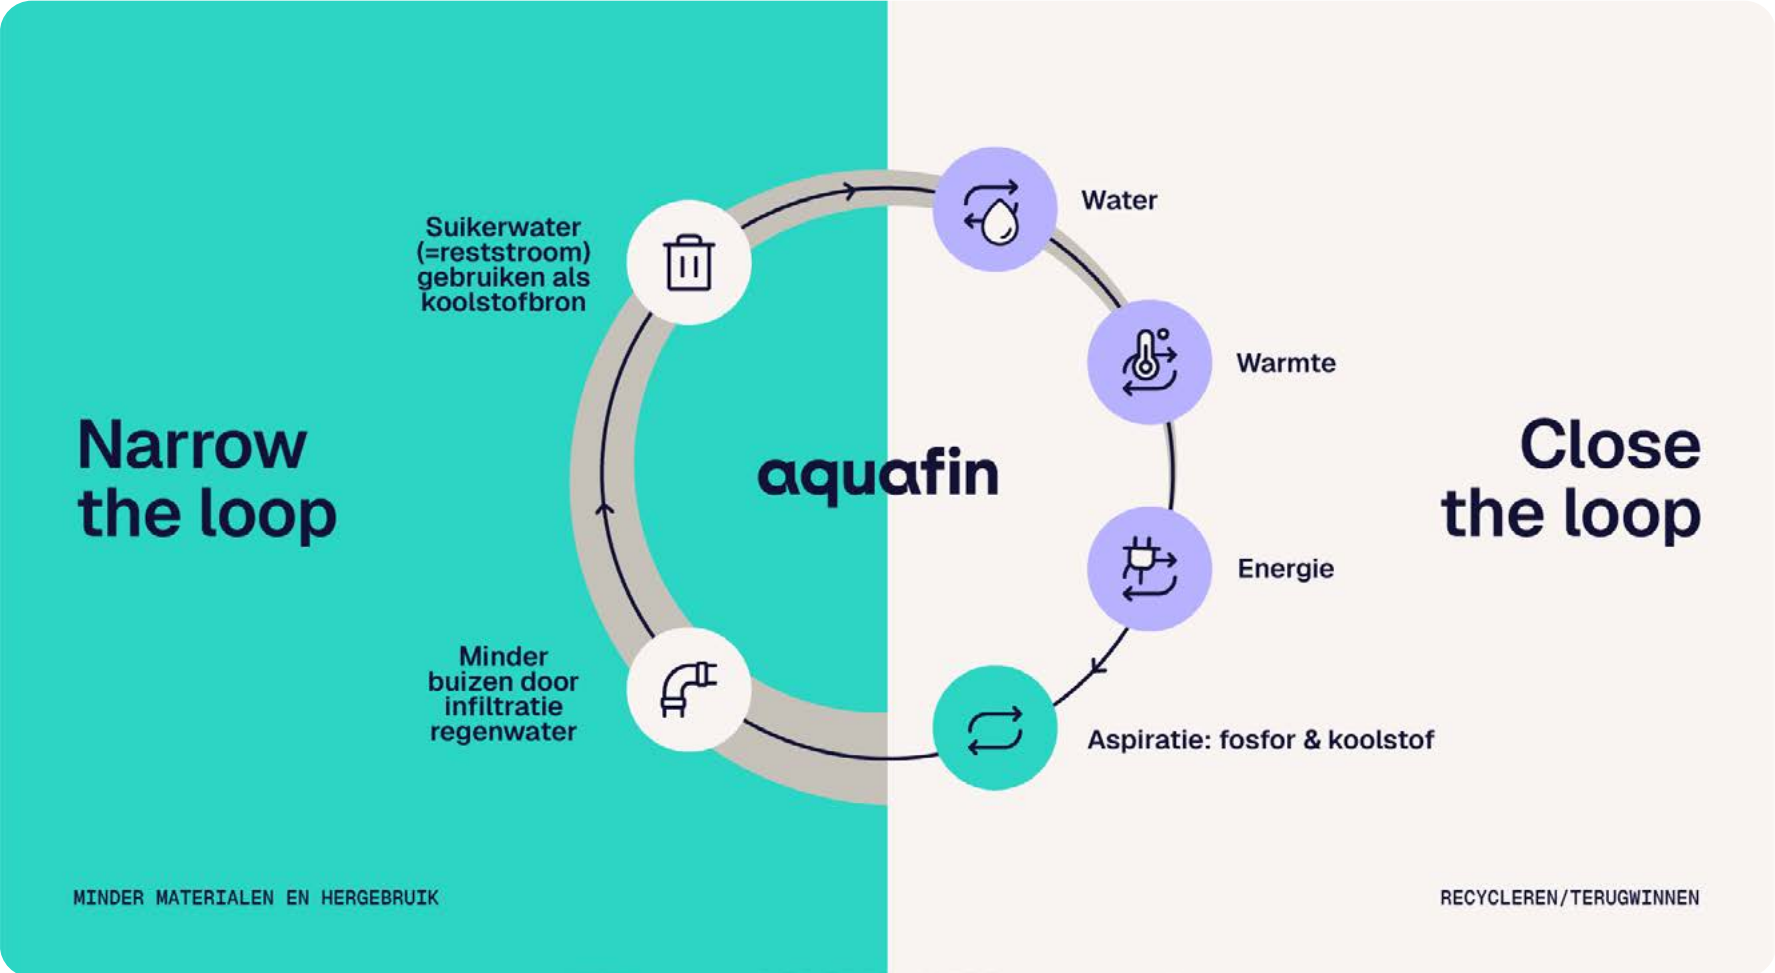 Narrow
the loop
Suikerwater
(=reststroom)
gebruiken als
koolstofbron
Minder
buizen door
infiltratie
regenwater
aquafin
Water
Warmte
Energie
Aspiratie: fosfor & koolstof
Close
the loop
MINDER MATERIALEN EN HERGEBRUIK
RECYCLEREN/TERUGWINNEN